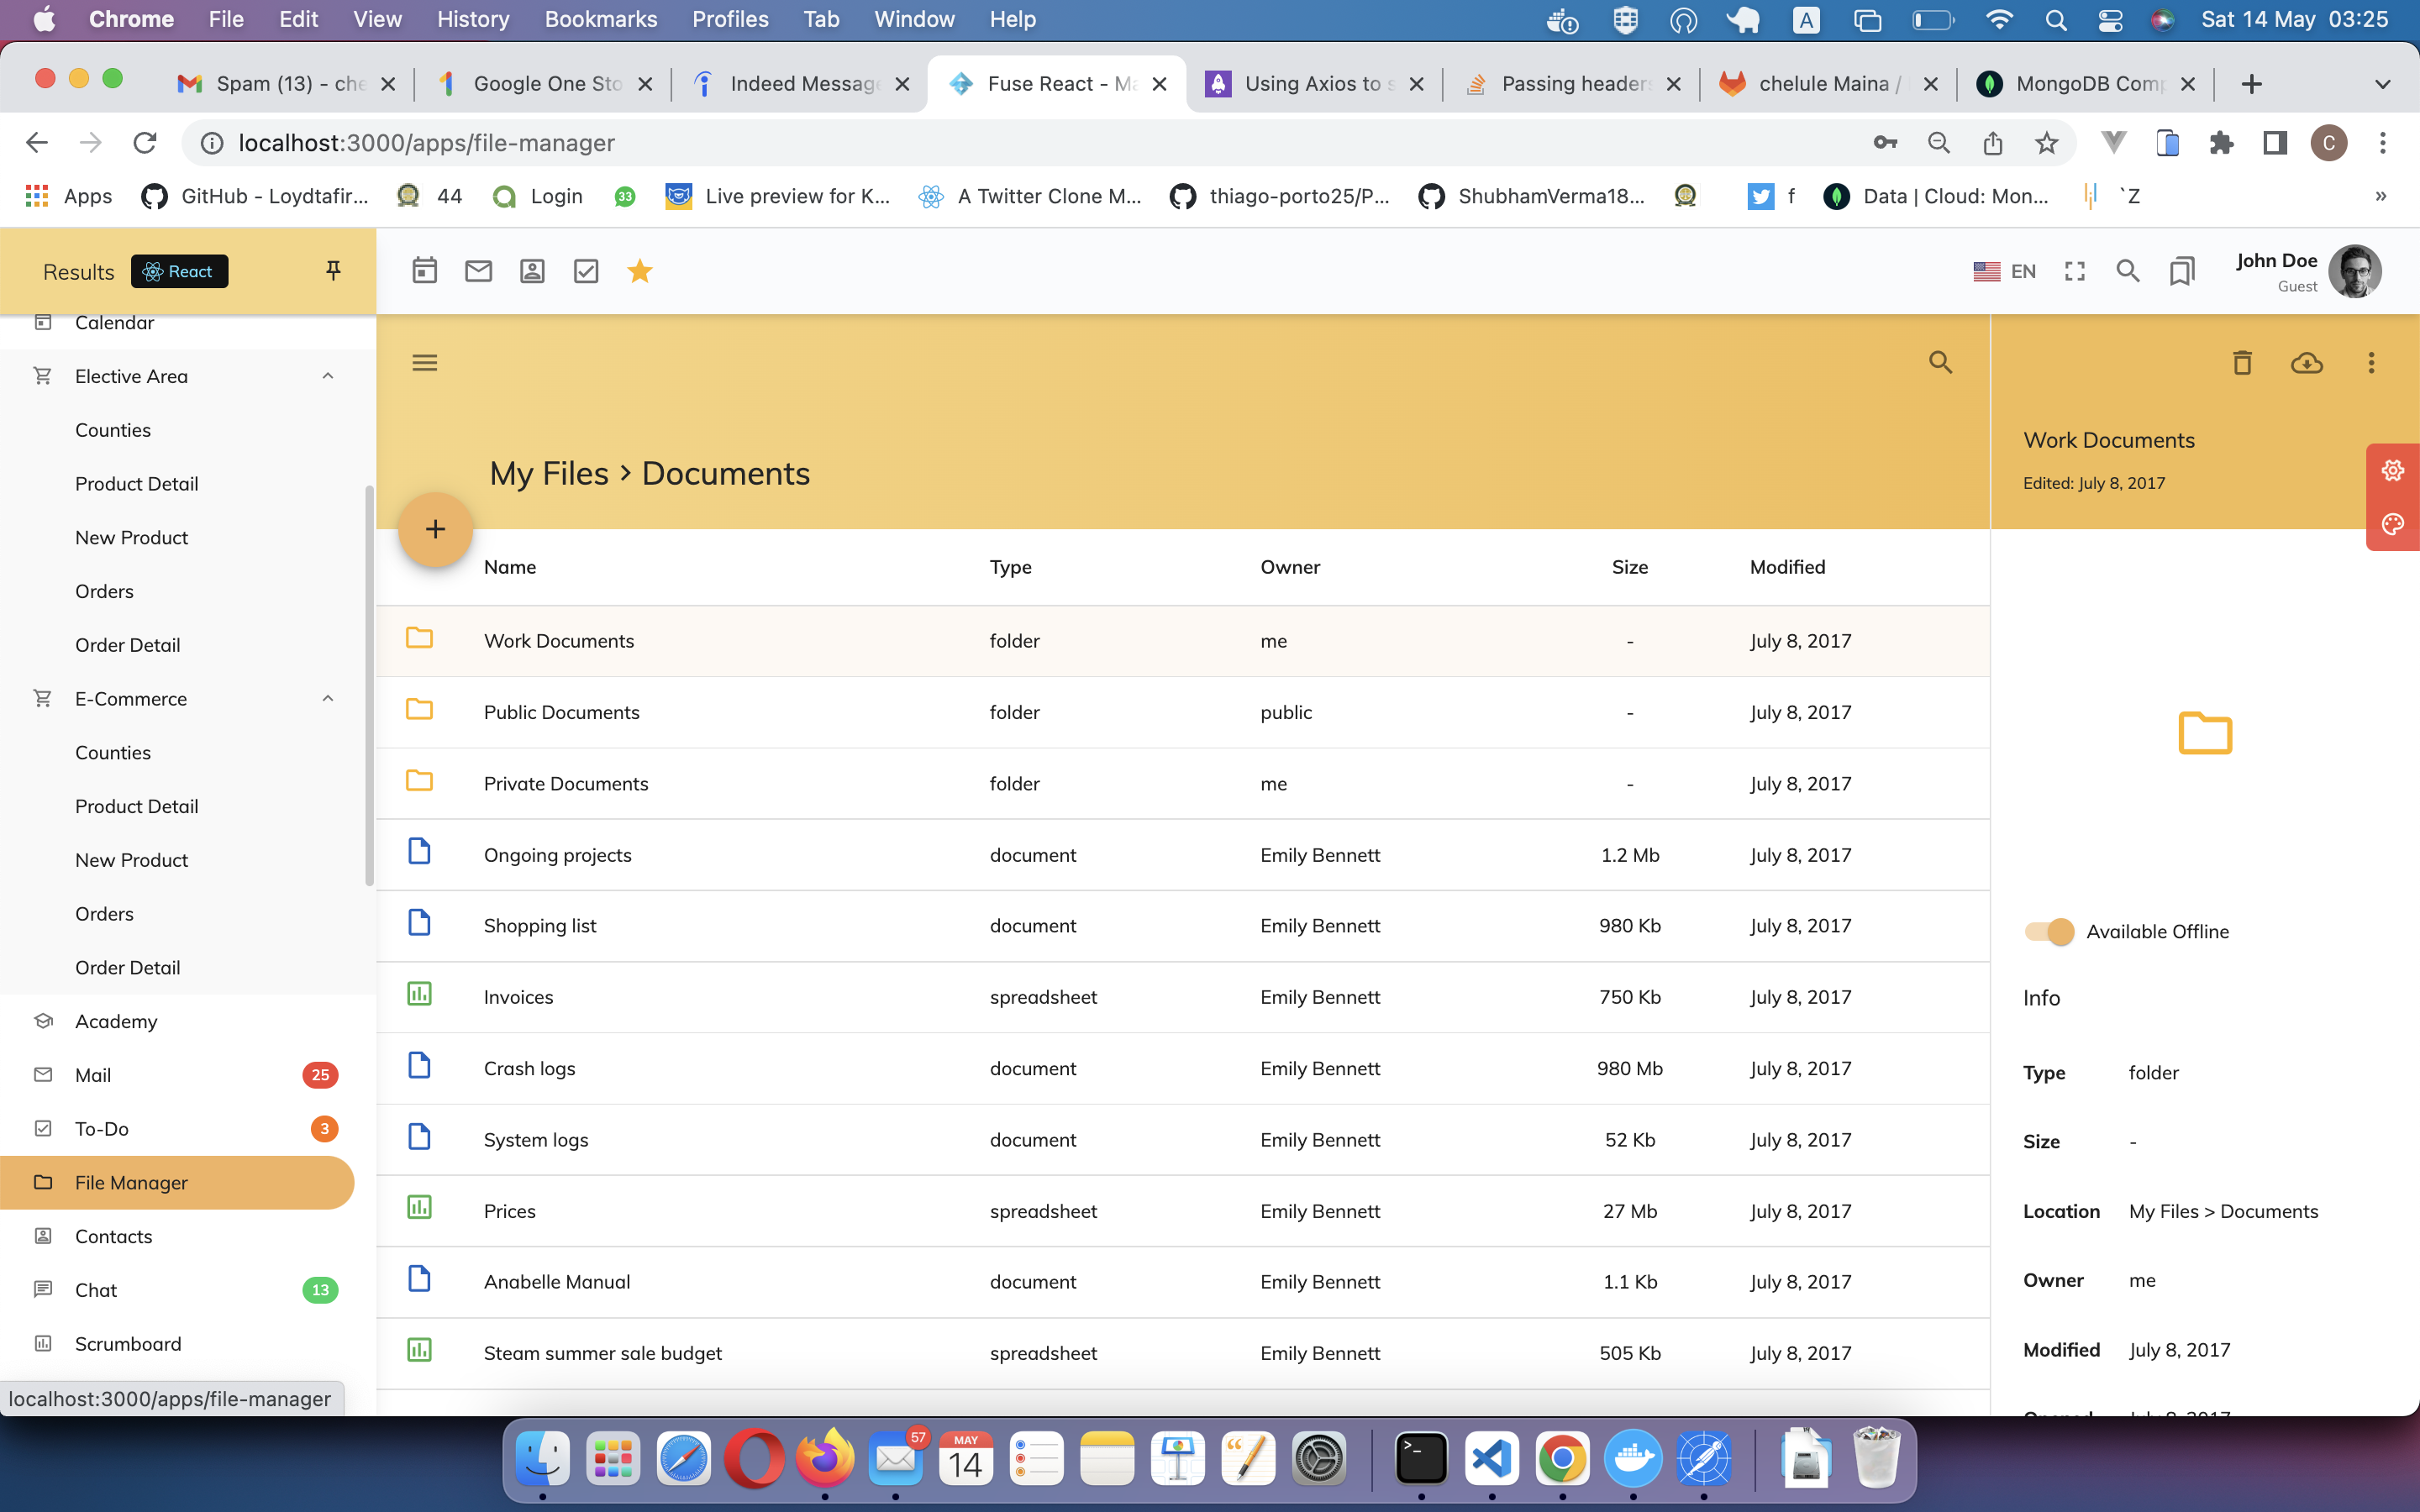 Chrome File Edit View History Bookmarks Profiles Tab Window Help A Sat 14 May 03:25
Spam (13) - che Google One Sto Indeed Message Fuse React - Ma Using Axios to s Passing headers chelule Maina / MongoDB Comp
localhost:3000/apps/file-manager C
Apps GitHub - Loydtafir... 44 Login 33 Live preview for K... A Twitter Clone M... thiago-porto25/P... ShubhamVerma18... f Data | Cloud: Mon... `Z »
Results React
EN
John Doe
Guest
Calendar
Elective Area
Counties
Product Detail
New Product
Orders
Order Detail
E-Commerce
Counties
Product Detail
New Product
Orders
Order Detail
Academy
Mail 25
To-Do 3
File Manager
Contacts
Chat 13
Scrumboard
localhost:3000/apps/file-manager
My Files > Documents
+
Name Type Owner Size Modified
Work Documents folder me - July 8, 2017
Public Documents folder public - July 8, 2017
Private Documents folder me - July 8, 2017
Ongoing projects document Emily Bennett 1.2 Mb July 8, 2017
Shopping list document Emily Bennett 980 Kb July 8, 2017
Invoices spreadsheet Emily Bennett 750 Kb July 8, 2017
Crash logs document Emily Bennett 980 Mb July 8, 2017
System logs document Emily Bennett 52 Kb July 8, 2017
Prices spreadsheet Emily Bennett 27 Mb July 8, 2017
Anabelle Manual document Emily Bennett 1.1 Kb July 8, 2017
Steam summer sale budget spreadsheet Emily Bennett 505 Kb July 8, 2017
Work Documents
Edited: July 8, 2017
Available Offline
Info
Type folder
Size -
Location My Files > Documents
Owner me
Modified July 8, 2017
Opened July 8, 2017
57
MAY
14